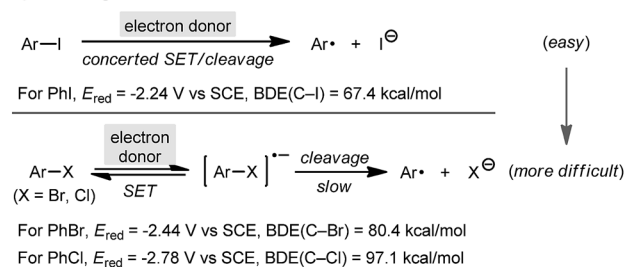 electron donor
Ar–I Ar• + I⊖ (easy)
concerted SET/cleavage
For PhI, Ered = -2.24 V vs SCE, BDE(C–I) = 67.4 kcal/mol
electron
donor
Ar–X [Ar–X]•– cleavage Ar• + X⊖ (more difficult)
(X = Br, Cl) SET slow
For PhBr, Ered = -2.44 V vs SCE, BDE(C–Br) = 80.4 kcal/mol
For PhCl, Ered = -2.78 V vs SCE, BDE(C–Cl) = 97.1 kcal/mol